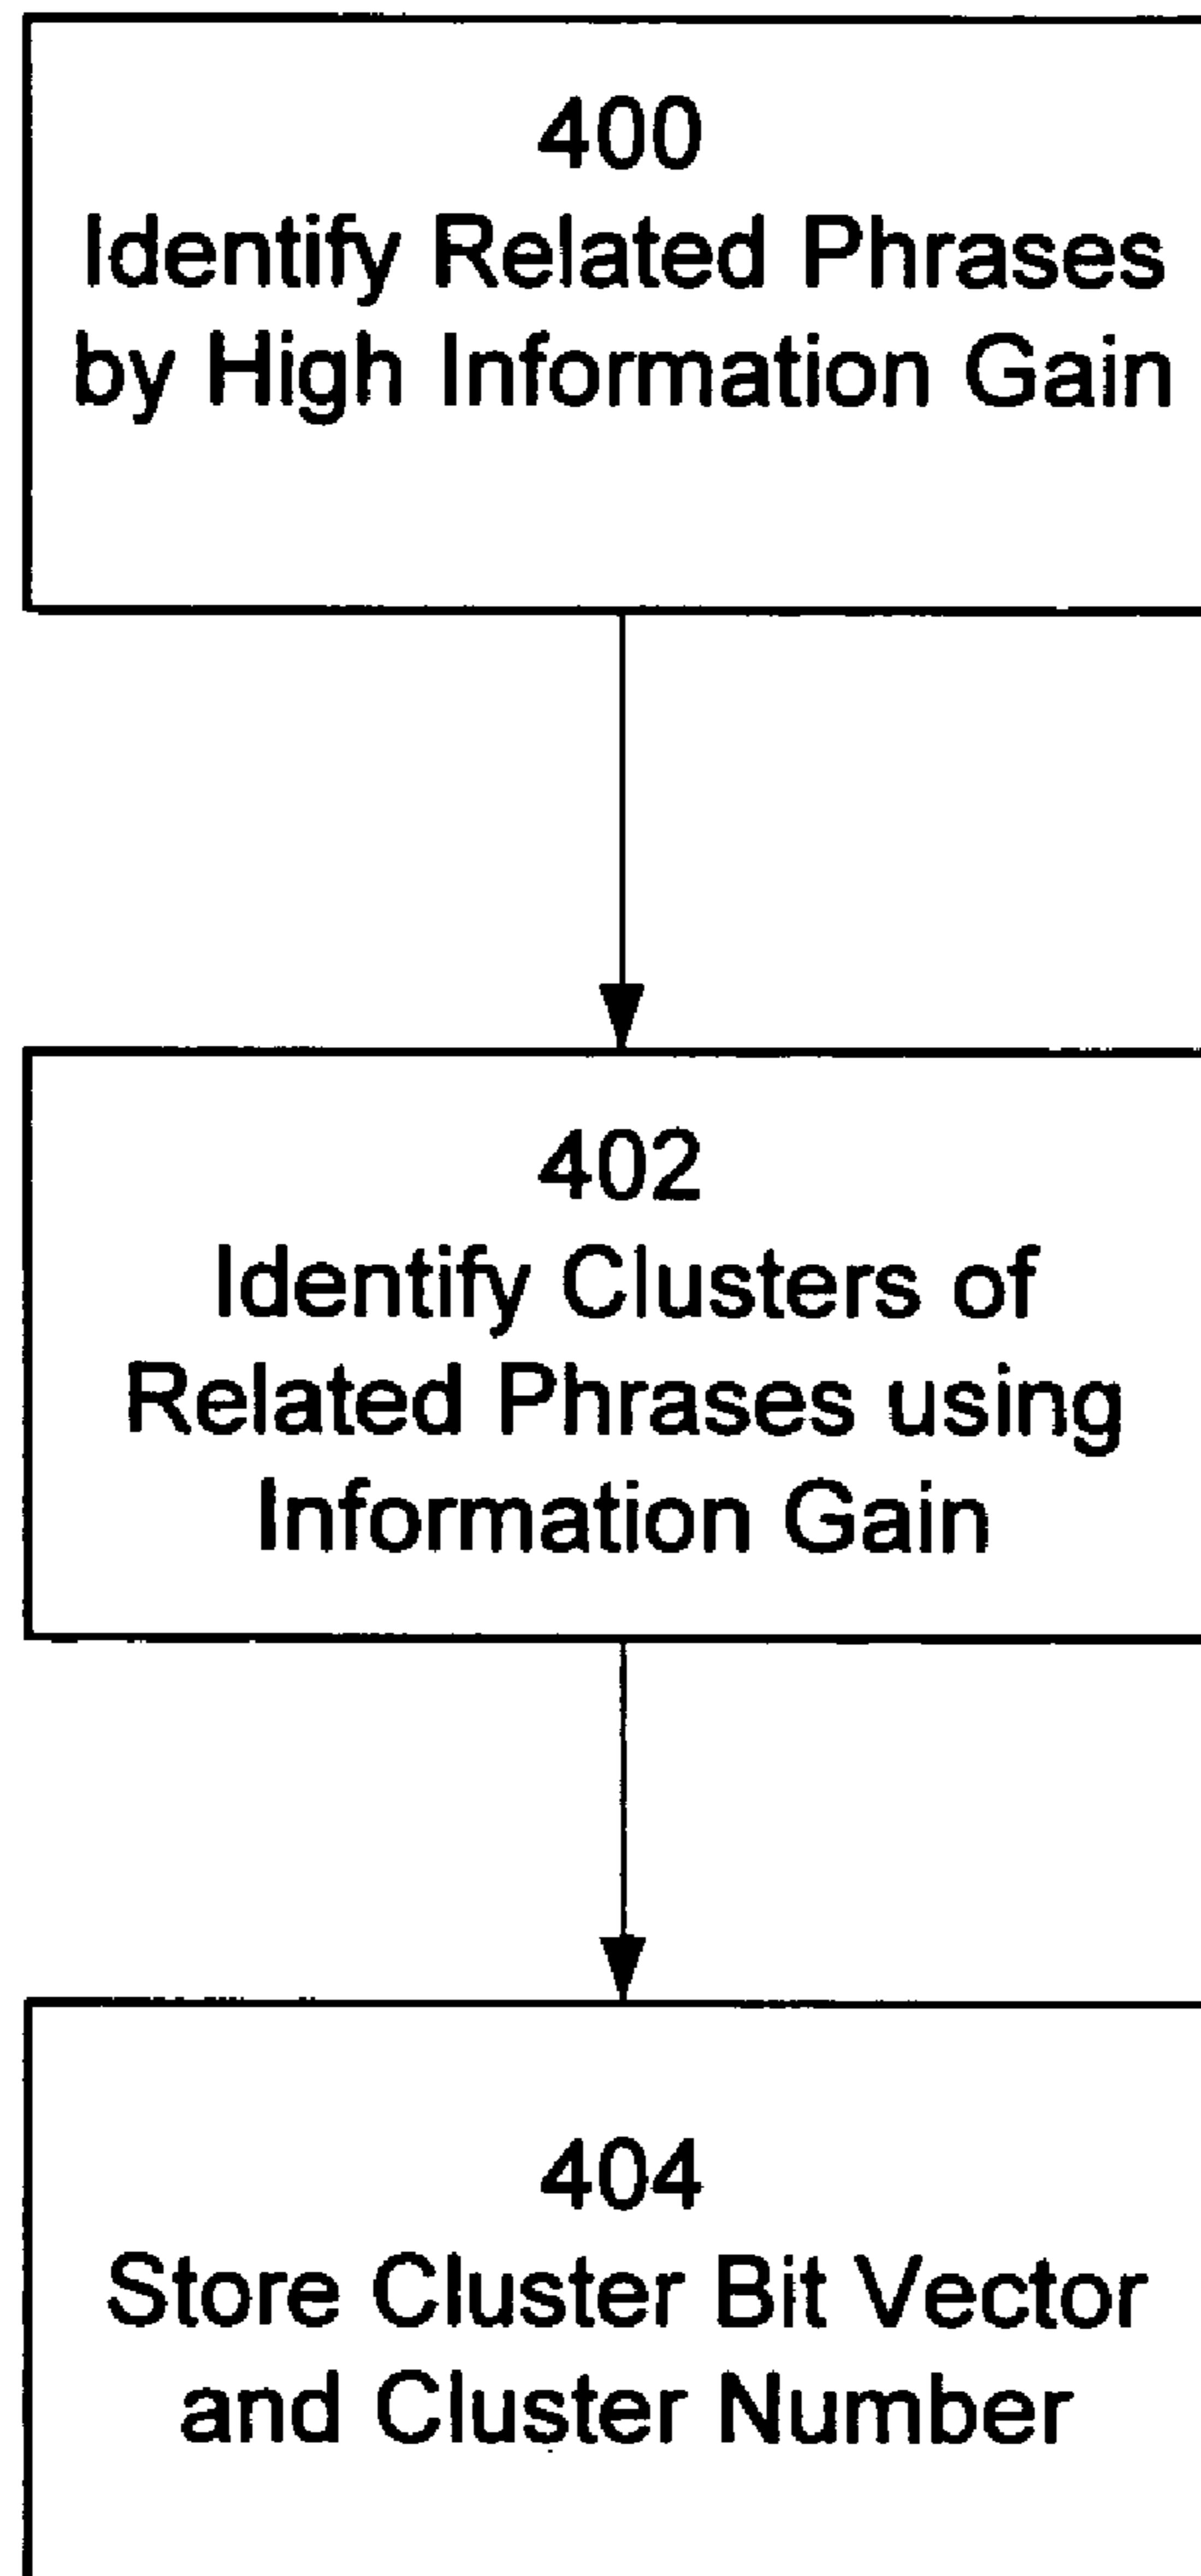 400
Identify Related Phrases
by High Information Gain
402
Identify Clusters of
Related Phrases using
Information Gain
404
Store Cluster Bit Vector
and Cluster Number